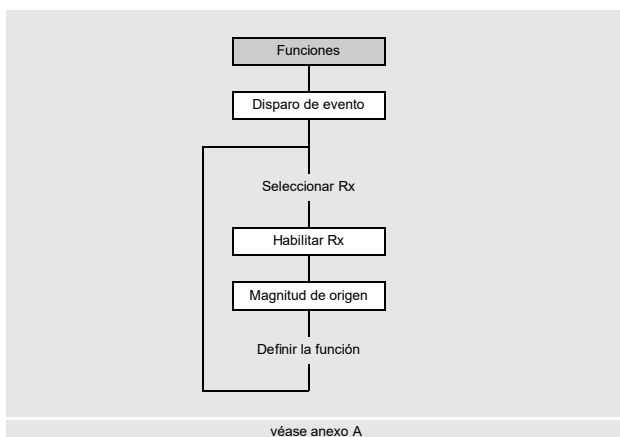 Funciones
Disparo de evento
Seleccionar Rx
Habilitar Rx
Magnitud de origen
Definir la función
véase anexo A